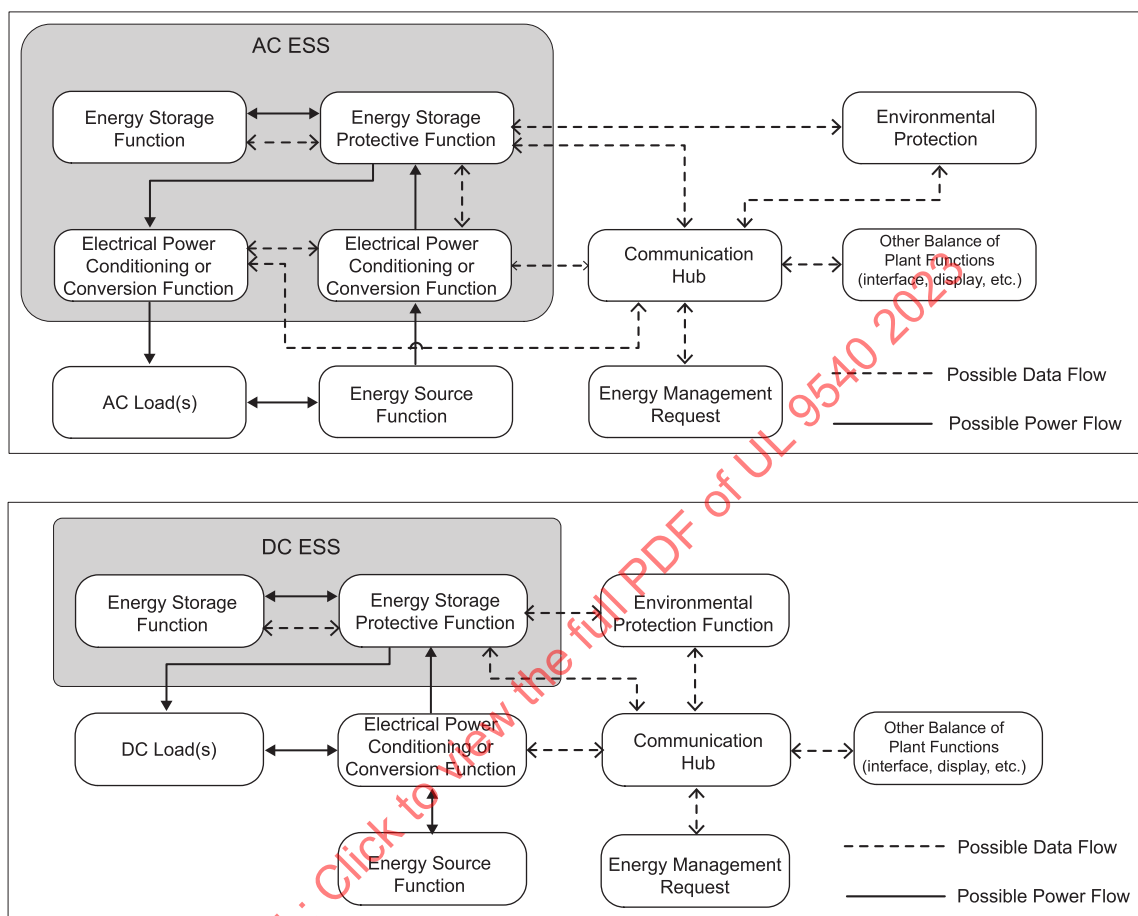 AC ESS
Energy Storage
Function
Energy Storage
Protective Function
Environmental
Protection
Electrical Power
Conditioning or
Conversion Function
Electrical Power
Conditioning or
Conversion Function
Communication
Hub
Other Balance of
Plant Functions
(interface, display, etc.)
AC Load(s)
Energy Source
Function
Energy Management
Request
Possible Data Flow
Possible Power Flow
DC ESS
Energy Storage
Function
Energy Storage
Protective Function
Environmental
Protection Function
DC Load(s)
Electrical Power
Conditioning or
Conversion Function
Communication
Hub
Other Balance of
Plant Functions
(interface, display, etc.)
Energy Source
Function
Energy Management
Request
Possible Data Flow
Possible Power Flow
: Click to view the full PDF of UL 9540 2023